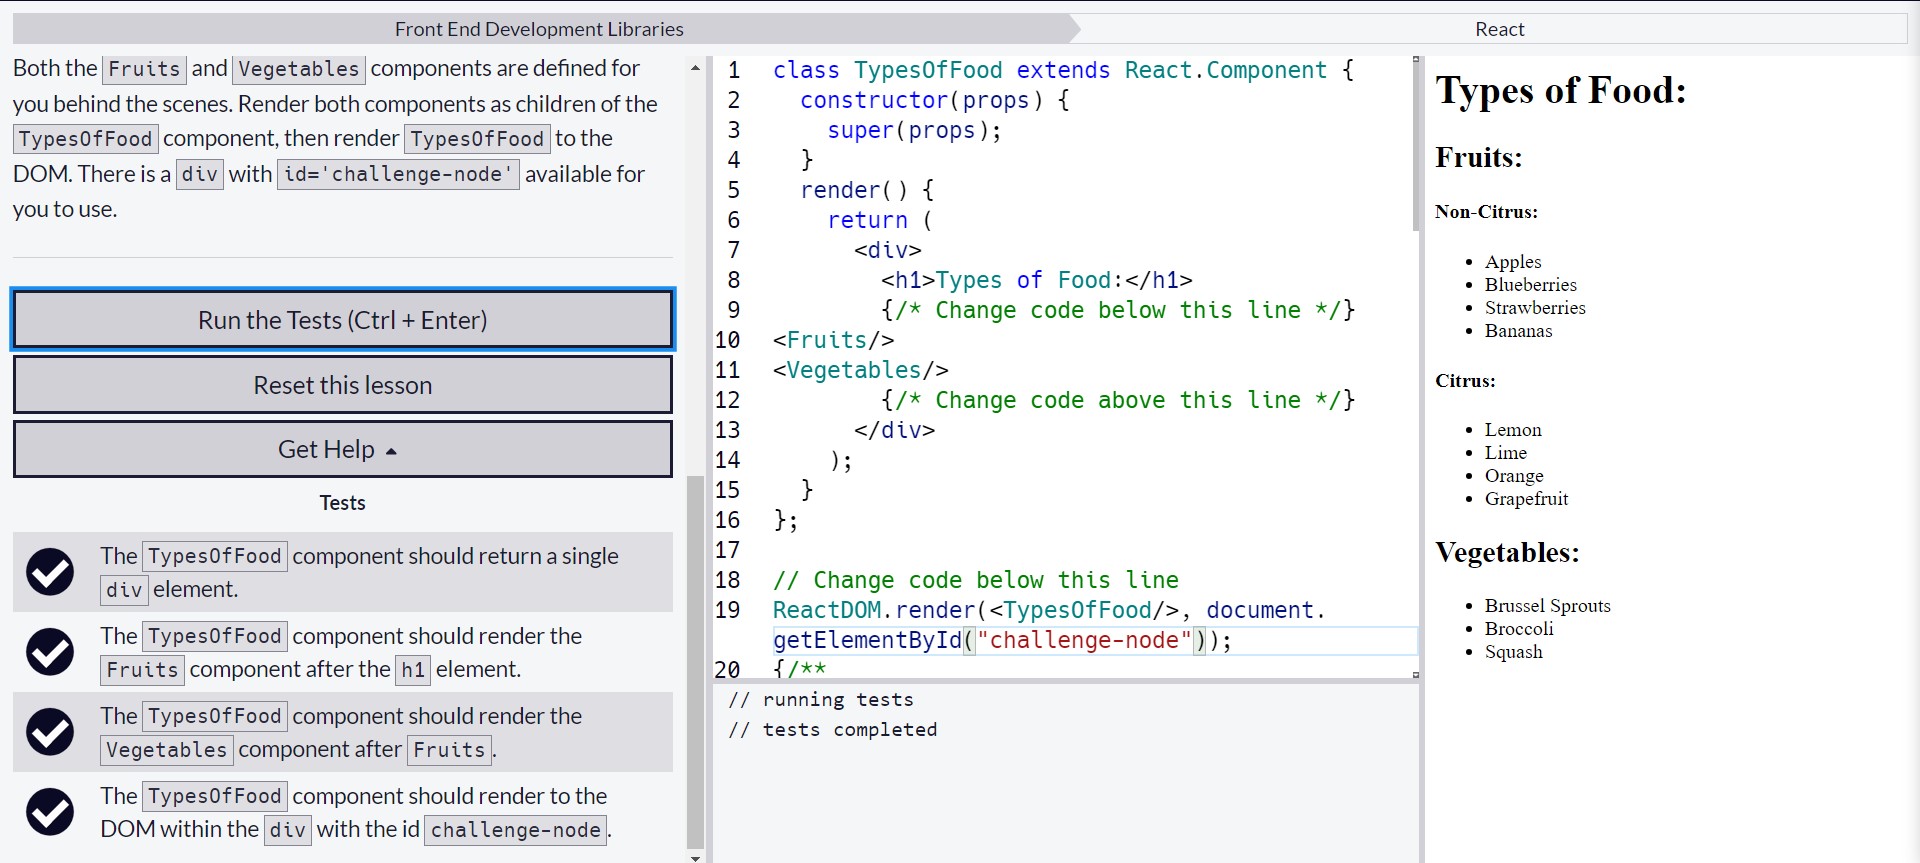 Front End Development Libraries
React
Both the Fruits and Vegetables components are defined for
you behind the scenes. Render both components as children of the
TypesOfFood component, then render TypesOfFood to the
DOM. There is a div with id='challenge-node' available for
you to use.
Run the Tests (Ctrl + Enter)
Reset this lesson
Get Help
Tests
The TypesOfFood component should return a single
div element.
The TypesOfFood component should render the
Fruits component after the h1 element.
The TypesOfFood component should render the
Vegetables component after Fruits.
The TypesOfFood component should render to the
DOM within the div with the id challenge-node.
1 class TypesOfFood extends React.Component {
2 constructor(props) {
3 super(props);
4 }
5 render() {
6 return (
7 <div>
8 <h1>Types of Food:</h1>
9 {/* Change code below this line */}
10 <Fruits/>
11 <Vegetables/>
12 {/* Change code above this line */}
13 </div>
14 );
15 }
16 };
17
18 // Change code below this line
19 ReactDOM.render(<TypesOfFood/>, document.
getElementById("challenge-node"));
20 {/**
// running tests
// tests completed
Types of Food:
Fruits:
Non-Citrus:
Apples
Blueberries
Strawberries
Bananas
Citrus:
Lemon
Lime
Orange
Grapefruit
Vegetables:
Brussel Sprouts
Broccoli
Squash